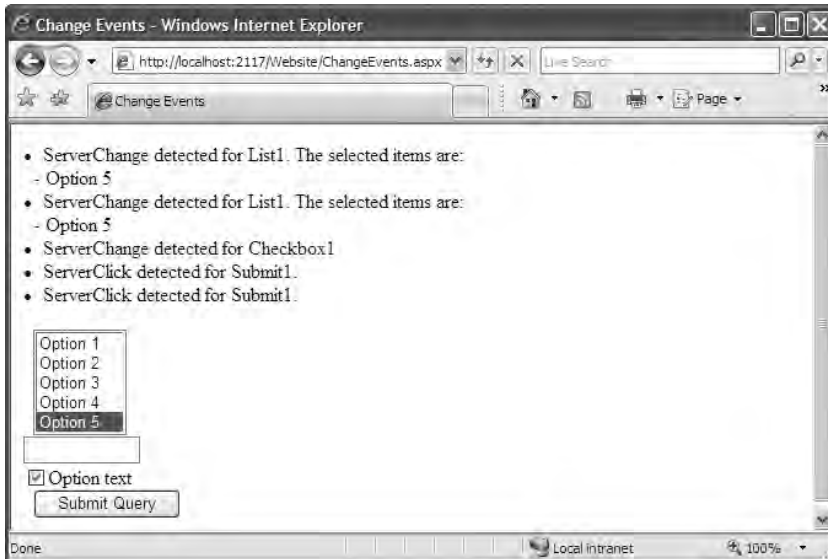 Change Events - Windows Internet Explorer
http://localhost:2117/Website/ChangeEvents.aspx
Live Search
Change Events
Page
• ServerChange detected for List1. The selected items are:
- Option 5
• ServerChange detected for List1. The selected items are:
- Option 5
• ServerChange detected for Checkbox1
• ServerClick detected for Submit1.
• ServerClick detected for Submit1.
Option 1
Option 2
Option 3
Option 4
Option 5
Option text
Submit Query
Done
Local intranet
100%